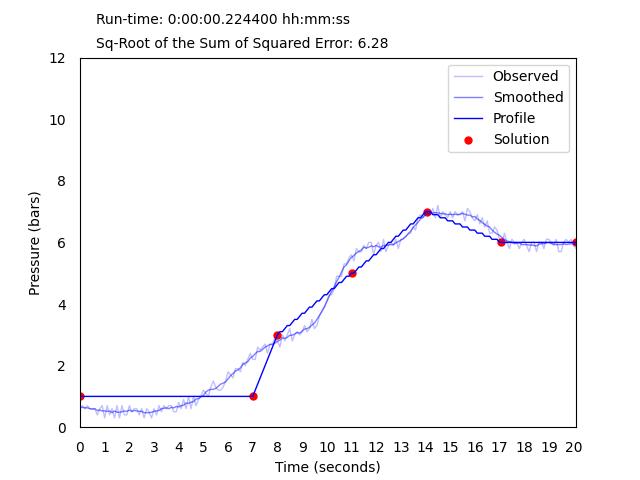 Run-time: 0:00:00.224400 hh:mm:ss
Sq-Root of the Sum of Squared Error: 6.28
Observed
Smoothed
Profile
Solution
Pressure (bars)
12
10
8
6
4
2
0
0 1 2 3 4 5 6 7 8 9 10 11 12 13 14 15 16 17 18 19 20
Time (seconds)